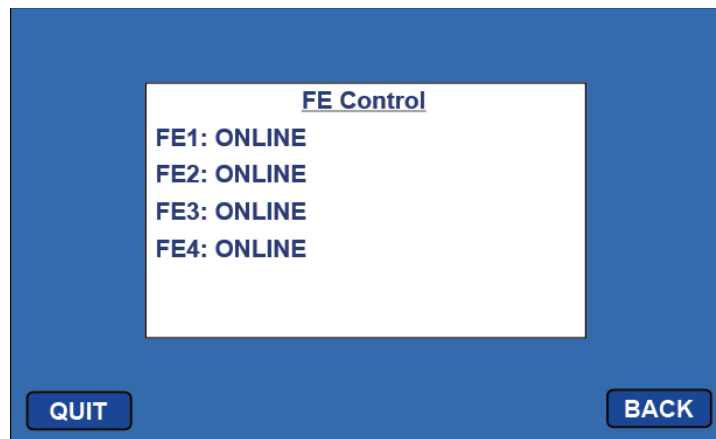 FE Control
FE1: ONLINE
FE2: ONLINE
FE3: ONLINE
FE4: ONLINE
QUIT
BACK